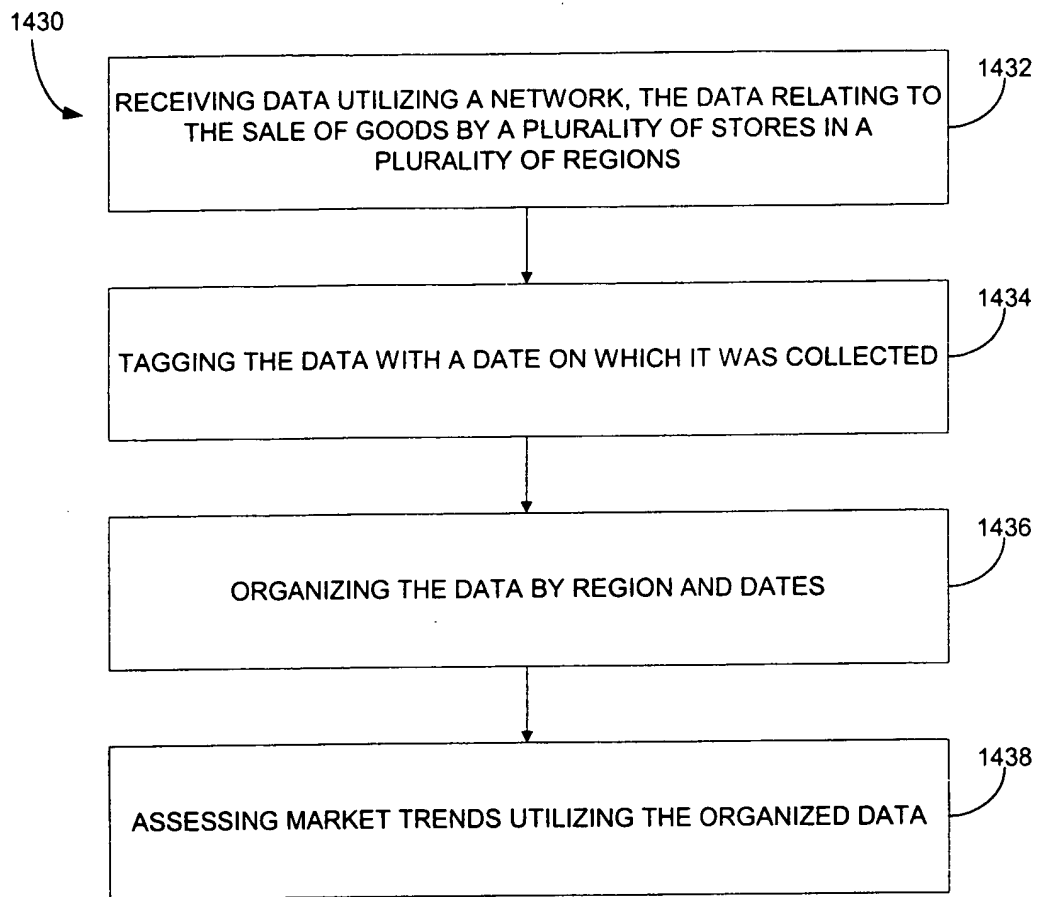 1430
1432
RECEIVING DATA UTILIZING A NETWORK, THE DATA RELATING TO
THE SALE OF GOODS BY A PLURALITY OF STORES IN A
PLURALITY OF REGIONS
1434
TAGGING THE DATA WITH A DATE ON WHICH IT WAS COLLECTED
1436
ORGANIZING THE DATA BY REGION AND DATES
1438
ASSESSING MARKET TRENDS UTILIZING THE ORGANIZED DATA